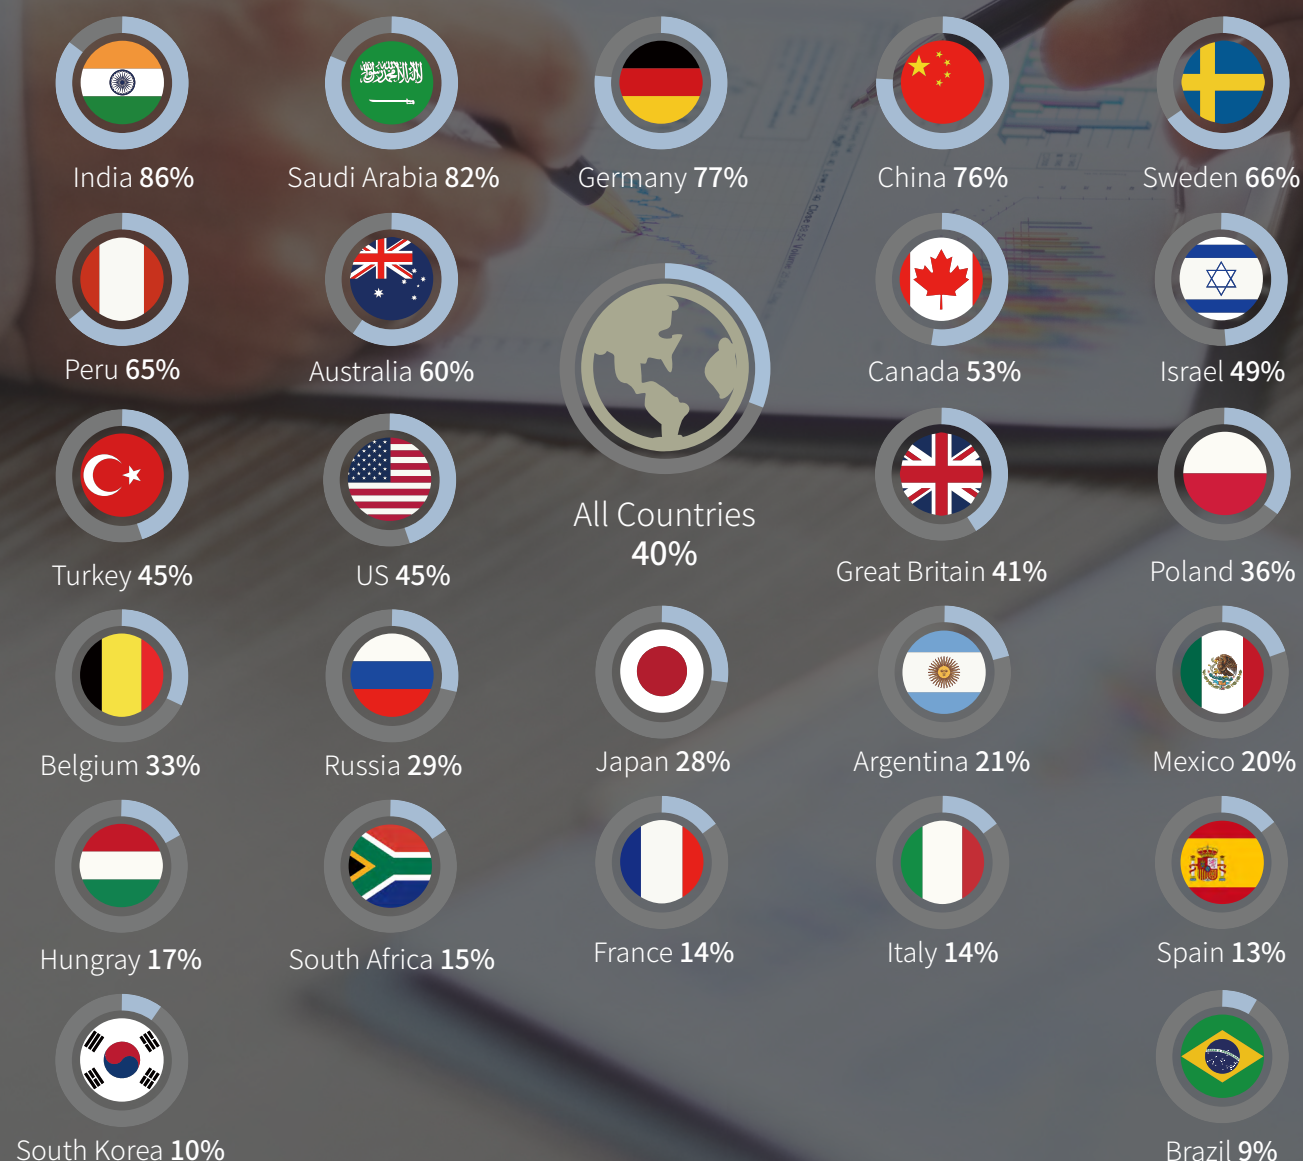 India 86%
Saudi Arabia 82%
Germany 77%
China 76%
Sweden 66%
Peru 65%
Australia 60%
Canada 53%
Israel 49%
Turkey 45%
US 45%
All Countries
40%
Great Britain 41%
Poland 36%
Belgium 33%
Russia 29%
Japan 28%
Argentina 21%
Mexico 20%
Hungray 17%
South Africa 15%
France 14%
Italy 14%
Spain 13%
South Korea 10%
Brazil 9%